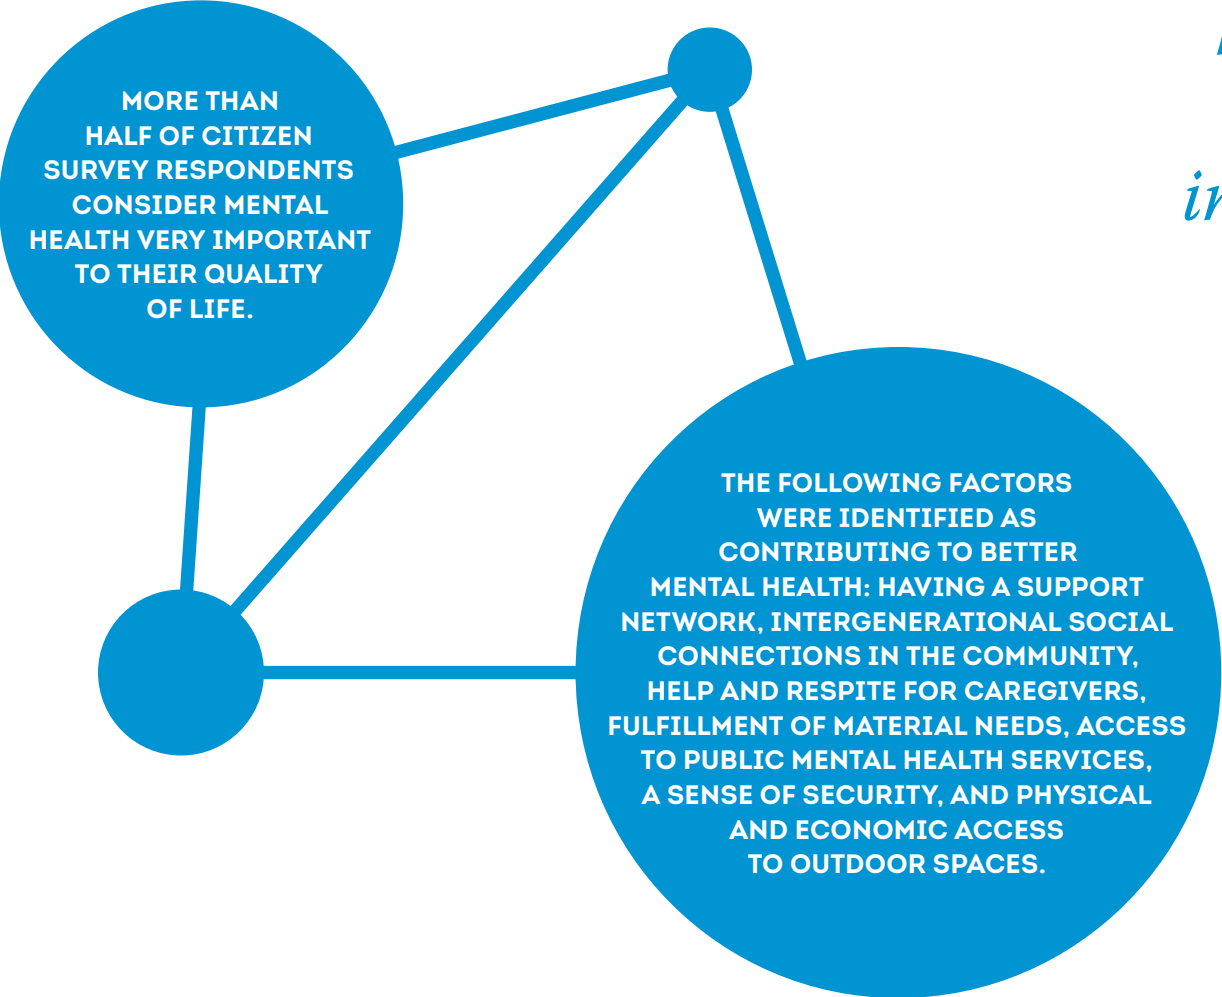 MORE THAN
HALF OF CITIZEN
SURVEY RESPONDENTS
CONSIDER MENTAL
HEALTH VERY IMPORTANT
TO THEIR QUALITY
OF LIFE.
THE FOLLOWING FACTORS
WERE IDENTIFIED AS
CONTRIBUTING TO BETTER
MENTAL HEALTH: HAVING A SUPPORT
NETWORK, INTERGENERATIONAL SOCIAL
CONNECTIONS IN THE COMMUNITY,
HELP AND RESPITE FOR CAREGIVERS,
FULFILLMENT OF MATERIAL NEEDS, ACCESS
TO PUBLIC MENTAL HEALTH SERVICES,
A SENSE OF SECURITY, AND PHYSICAL
AND ECONOMIC ACCESS
TO OUTDOOR SPACES.